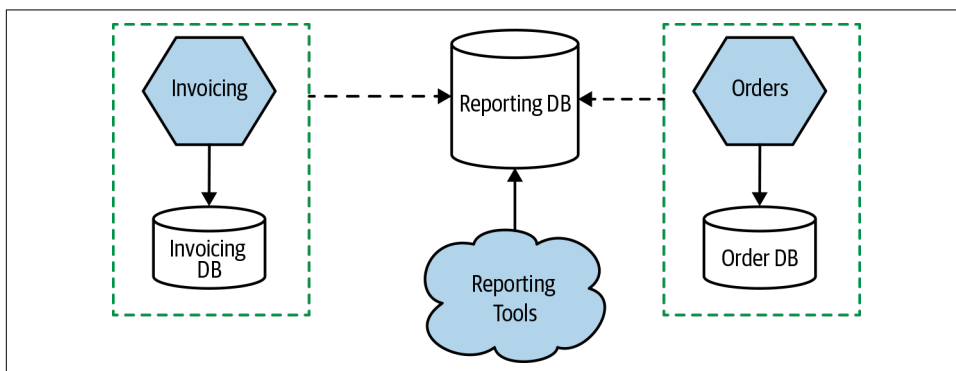 Invoicing
Reporting DB
Orders
Invoicing
DB
Order DB
Reporting
Tools